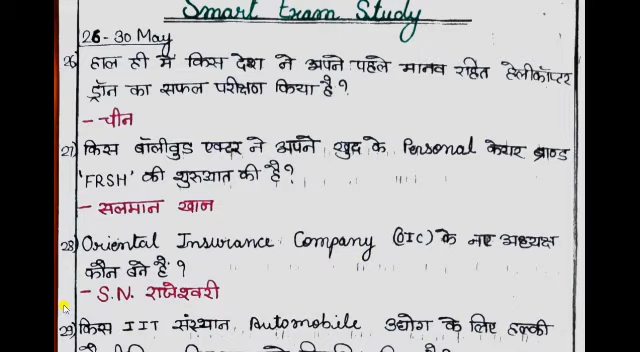 Smart Exam Study
26-30 May
26) हाल ही में किस देश ने अपने पहले मानव रहित हेलीकॉप्टर
ड्रॉन का सफल परीक्षण किया है?
- चीन
27) किस बॉलीवुड एक्टर ने अपने खुद के Personal केयर ब्राण्ड
'FRSH' की शुरुआत की है?
- सलमान खान
28) Oriental Insurance Company (OIC) के नए अध्यक्ष
कौन बने हैं?
- S.N. राजेश्वरी
29) किस IIT संस्थान Automobile उद्योग के लिए हल्की